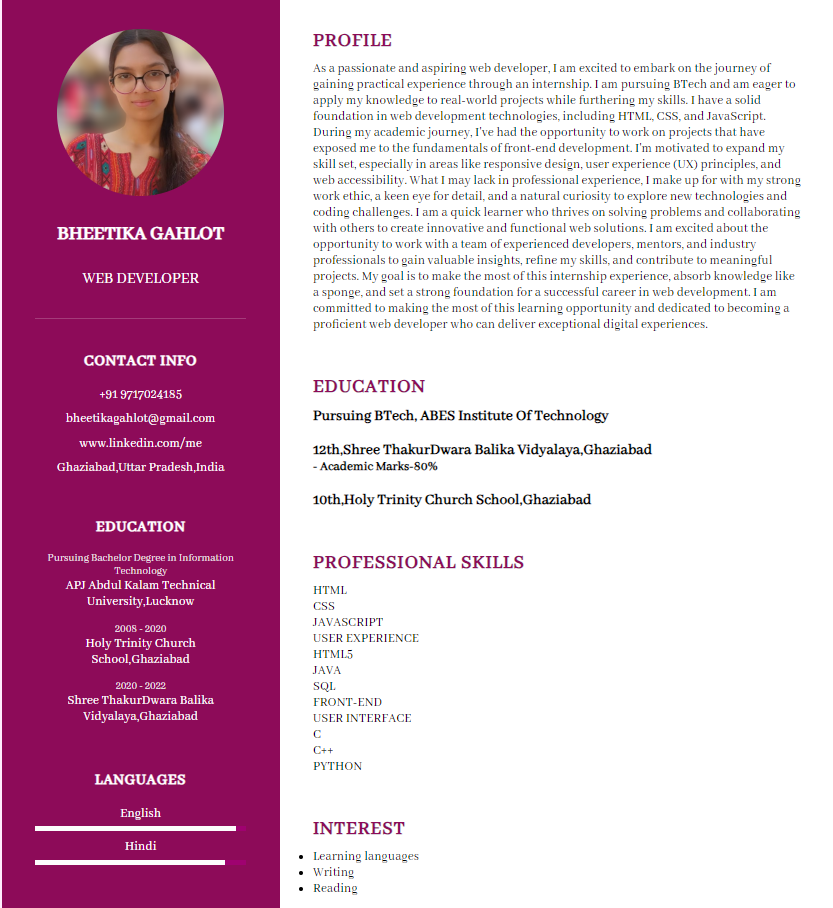 BHEETIKA GAHLOT
WEB DEVELOPER
CONTACT INFO
+91 9717024185
bheetikagahlot@gmail.com
www.linkedin.com/me
Ghaziabad,Uttar Pradesh,India
EDUCATION
Pursuing Bachelor Degree in Information
Technology
APJ Abdul Kalam Technical
University,Lucknow
2008 - 2020
Holy Trinity Church
School,Ghaziabad
2020 - 2022
Shree ThakurDwara Balika
Vidyalaya,Ghaziabad
LANGUAGES
English
Hindi
PROFILE
As a passionate and aspiring web developer, I am excited to embark on the journey of
gaining practical experience through an internship. I am pursuing BTech and am eager to
apply my knowledge to real-world projects while furthering my skills. I have a solid
foundation in web development technologies, including HTML, CSS, and JavaScript.
During my academic journey, I've had the opportunity to work on projects that have
exposed me to the fundamentals of front-end development. I'm motivated to expand my
skill set, especially in areas like responsive design, user experience (UX) principles, and
web accessibility. What I may lack in professional experience, I make up for with my strong
work ethic, a keen eye for detail, and a natural curiosity to explore new technologies and
coding challenges. I am a quick learner who thrives on solving problems and collaborating
with others to create innovative and functional web solutions. I am excited about the
opportunity to work with a team of experienced developers, mentors, and industry
professionals to gain valuable insights, refine my skills, and contribute to meaningful
projects. My goal is to make the most of this internship experience, absorb knowledge like
a sponge, and set a strong foundation for a successful career in web development. I am
committed to making the most of this learning opportunity and dedicated to becoming a
proficient web developer who can deliver exceptional digital experiences.
EDUCATION
Pursuing BTech, ABES Institute Of Technology
12th,Shree ThakurDwara Balika Vidyalaya,Ghaziabad
- Academic Marks-80%
10th,Holy Trinity Church School,Ghaziabad
PROFESSIONAL SKILLS
HTML
CSS
JAVASCRIPT
USER EXPERIENCE
HTML5
JAVA
SQL
FRONT-END
USER INTERFACE
C
C++
PYTHON
INTEREST
• Learning languages
• Writing
• Reading